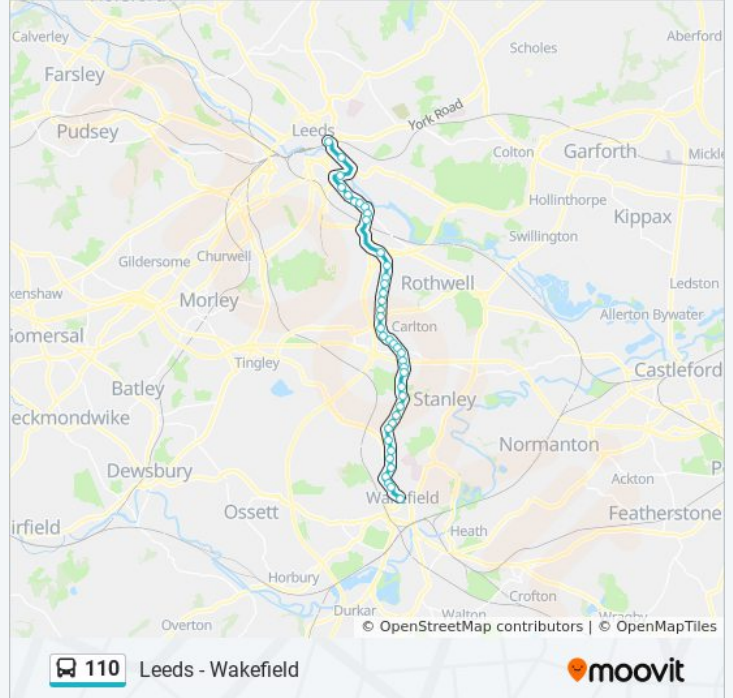 Calverley
Aberford
Scholes
Farsley
York Road
Leeds
Pudsey
Colton
Garforth
Mickle
Hollinthorpe
Kippax
Swillington
Churwell
Gildersome
Rothwell
Ledston
kenshaw
Morley
Allerton Bywater
Carlton
Gomersal
Tingley
Castleford
Batley
Stanley
eckmondwike
Normanton
Dewsbury
Ackton
Wakefield
Ossett
Featherstone
irfield
Heath
Horbury
Crofton
Durkar
Walton
Wragby
Overton
© OpenStreetMap contributors | © OpenMapTiles
110 Leeds - Wakefield
moovit